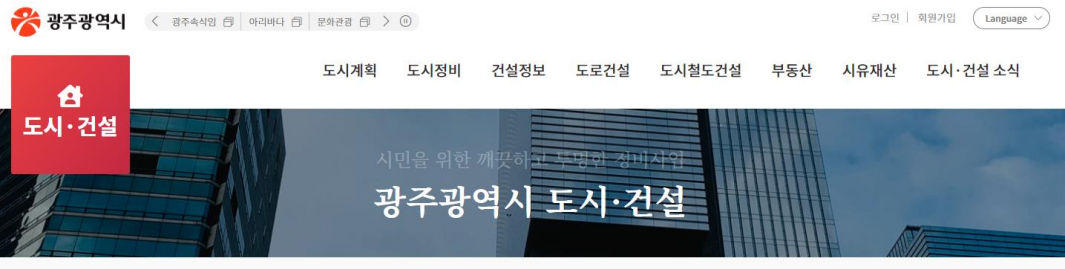 광주광역시
광주속삭임 아리바다 문화관광
로그인 회원가입 Language
도시계획 도시정비 건설정보 도로건설 도시철도건설 부동산 시유재산 도시·건설 소식
도시·건설
시민을 위한 깨끗하고 투명한 정비사업
광주광역시 도시·건설